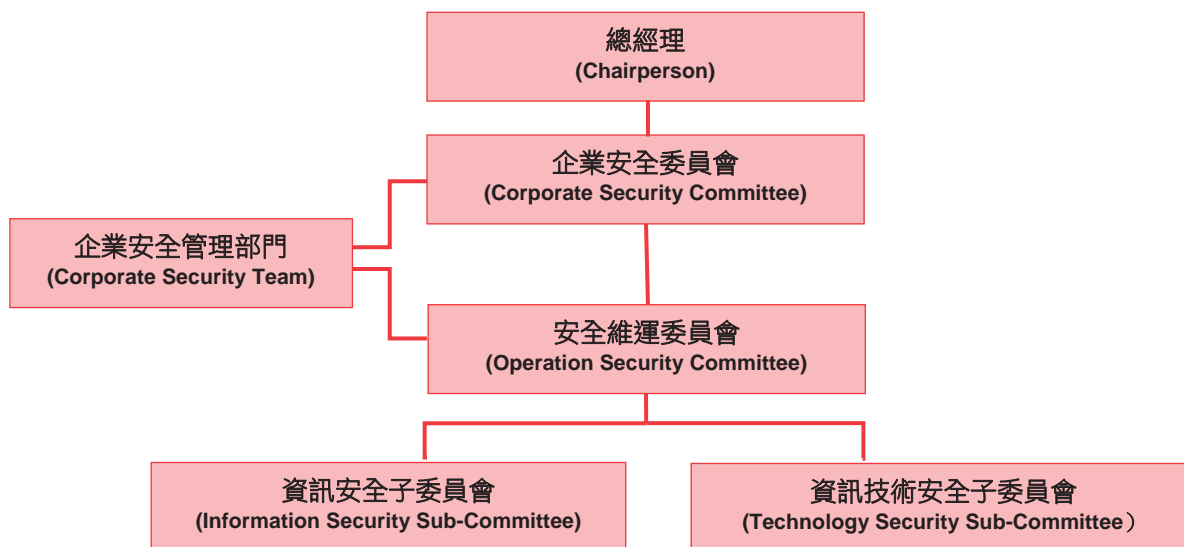 總經理
(Chairperson)
企業安全委員會
(Corporate Security Committee)
企業安全管理部門
(Corporate Security Team)
安全維運委員會
(Operation Security Committee)
資訊安全子委員會
(Information Security Sub-Committee)
資訊技術安全子委員會
(Technology Security Sub-Committee）